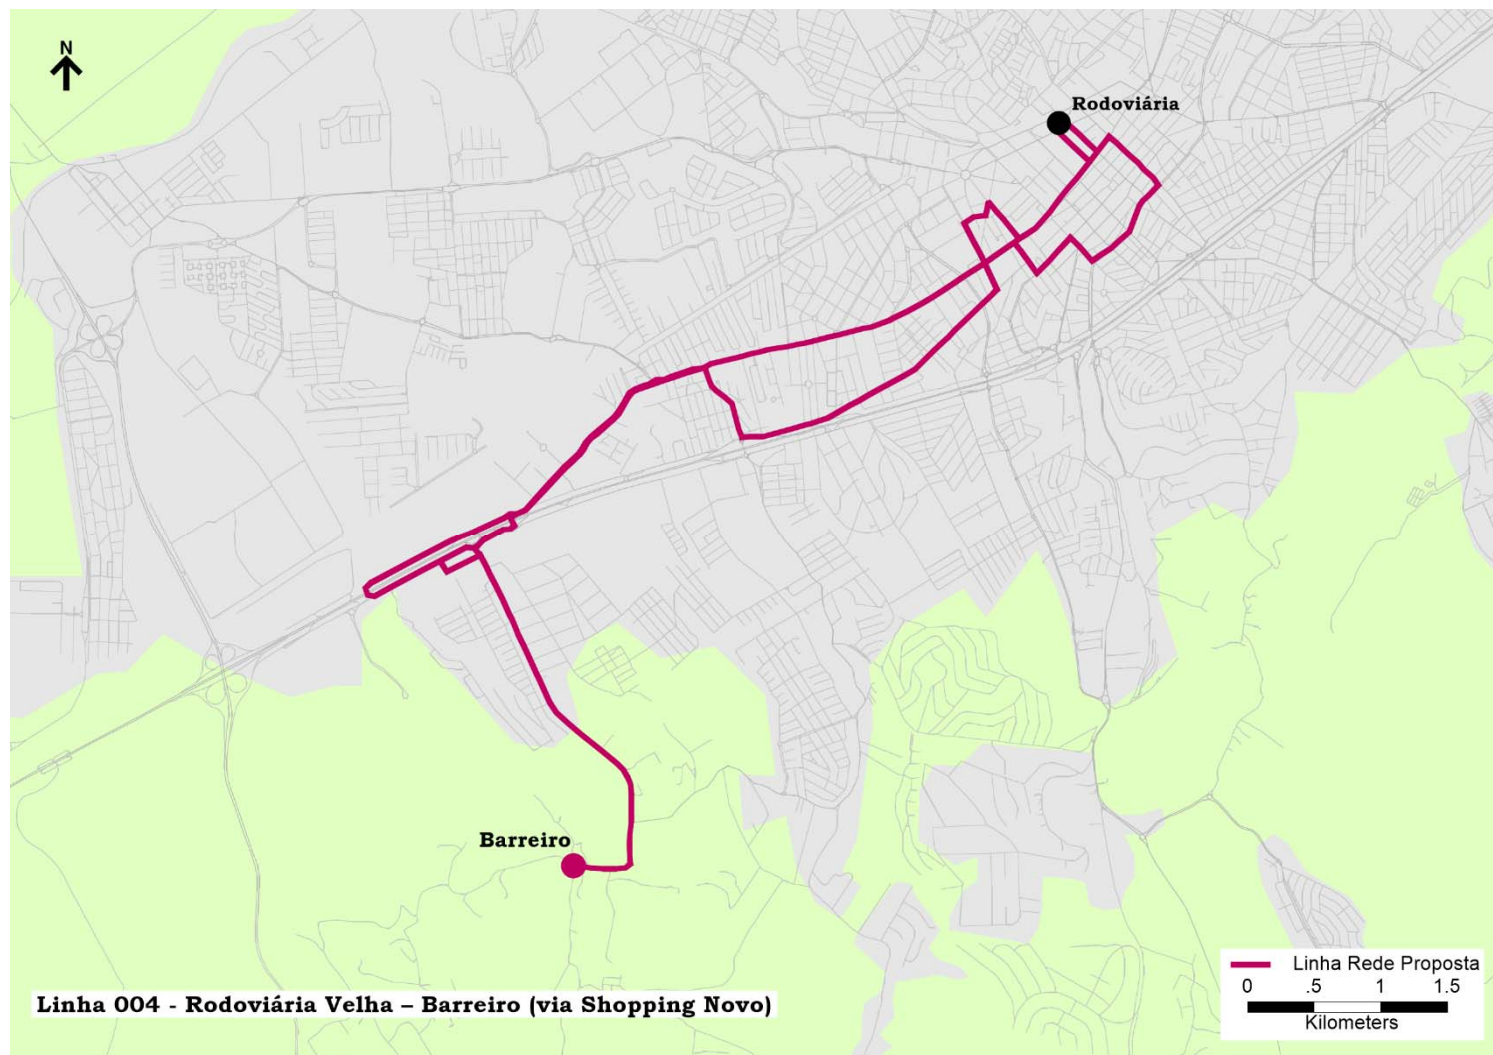 N
Rodoviária
Barreiro
Linha 004 - Rodoviária Velha – Barreiro (via Shopping Novo)
Linha Rede Proposta
0 .5 1 1.5
Kilometers